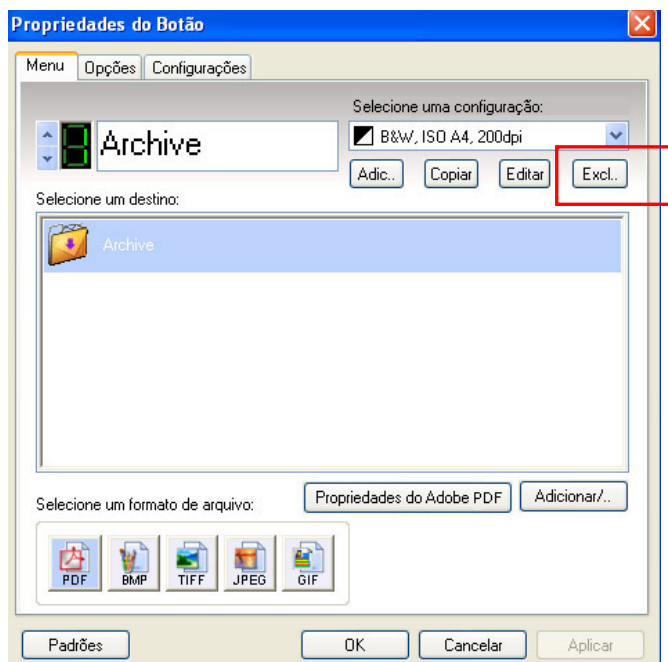 Propriedades do Botão
Menu Opções Configurações
Selecione uma configuração:
Archive
B&W, ISO A4, 200dpi
Adic.. Copiar Editar Excl..
Selecione um destino:
Archive
Selecione um formato de arquivo:
Propriedades do Adobe PDF Adicionar/..
PDF BMP TIFF JPEG GIF
Padrões OK Cancelar Aplicar